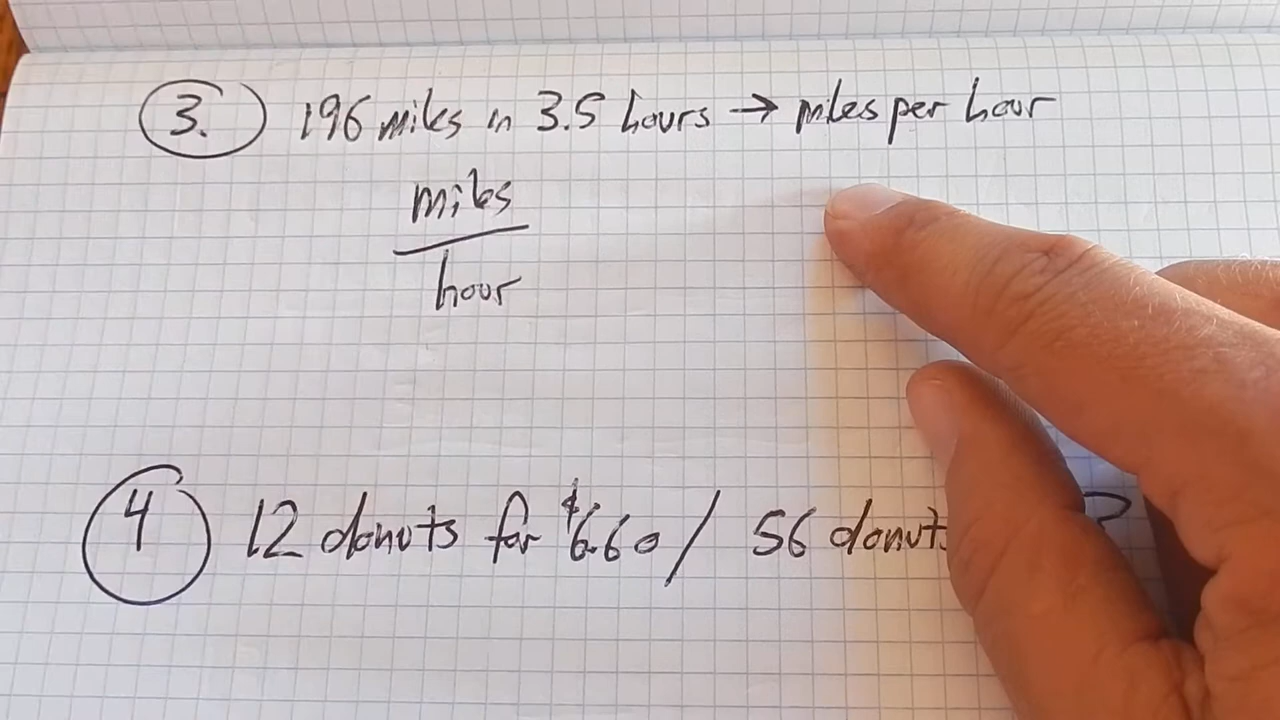 3. 196 miles in 3.5 hours → miles per hour
miles
hour
4 12 donuts for $6.60 / 56 donuts ?